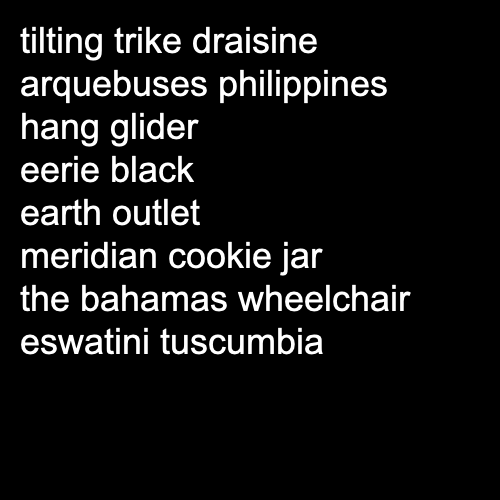 tilting trike draisine
arquebuses philippines
hang glider
eerie black
earth outlet
meridian cookie jar
the bahamas wheelchair
eswatini tuscumbia